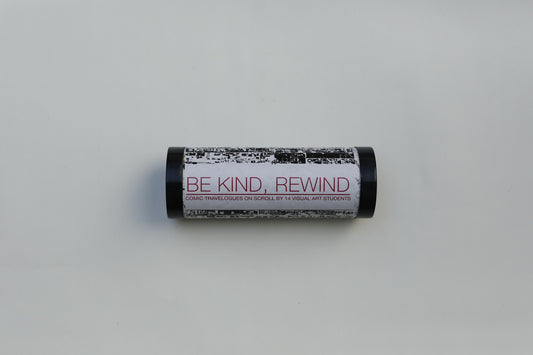 BE KIND, REWIND
COMIC TRAVELOGUES ON SCROLL BY 14 VISUAL ART STUDENTS